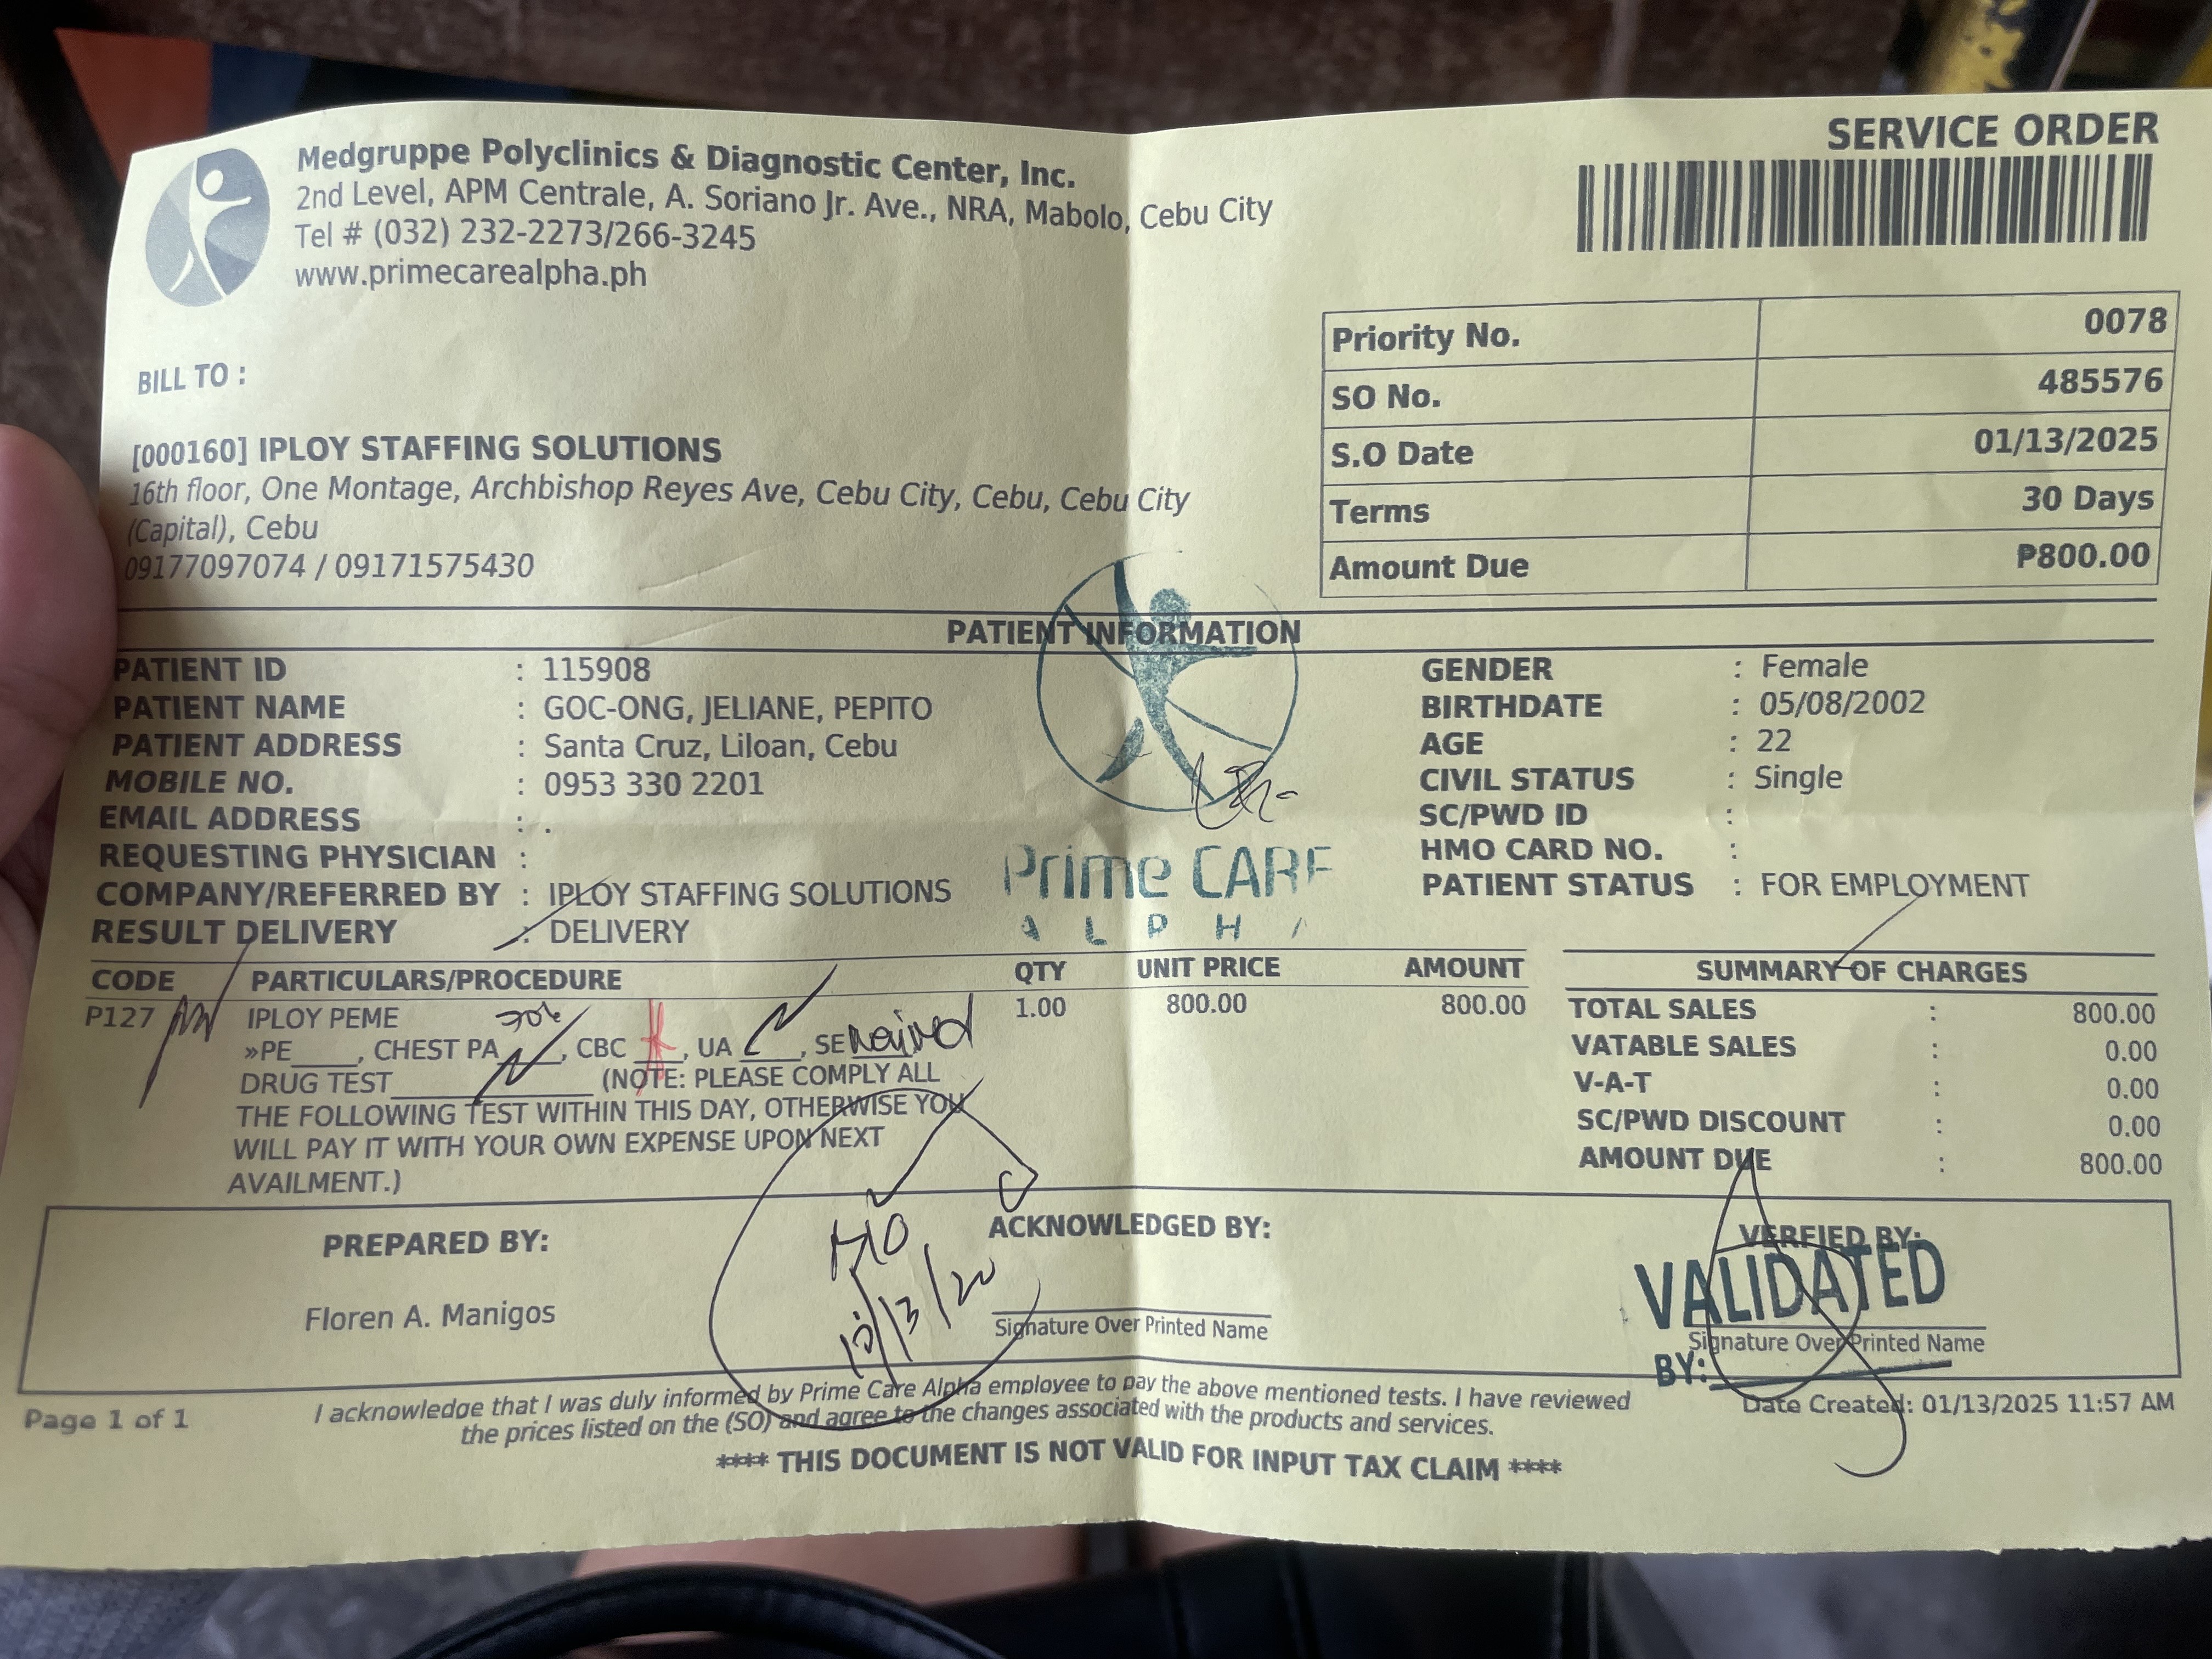 Medgruppe Polyclinics & Diagnostic Center, Inc.
2nd Level, APM Centrale, A. Soriano Jr. Ave., NRA, Mabolo, Cebu City
Tel # (032) 232-2273/266-3245
www.primecarealpha.ph
SERVICE ORDER
Priority No. 0078
SO No. 485576
S.O Date 01/13/2025
Terms 30 Days
Amount Due ₱800.00
BILL TO :
[000160] IPLOY STAFFING SOLUTIONS
16th floor, One Montage, Archbishop Reyes Ave, Cebu City, Cebu, Cebu City
(Capital), Cebu
09177097074 / 09171575430
PATIENT INFORMATION
PATIENT ID : 115908
PATIENT NAME : GOC-ONG, JELIANE, PEPITO
PATIENT ADDRESS : Santa Cruz, Liloan, Cebu
MOBILE NO. : 0953 330 2201
EMAIL ADDRESS : .
REQUESTING PHYSICIAN :
COMPANY/REFERRED BY : IPLOY STAFFING SOLUTIONS
RESULT DELIVERY : DELIVERY
GENDER : Female
BIRTHDATE : 05/08/2002
AGE : 22
CIVIL STATUS : Single
SC/PWD ID :
HMO CARD NO. :
PATIENT STATUS : FOR EMPLOYMENT
Prime CARE
ALPHA
CODE PARTICULARS/PROCEDURE QTY UNIT PRICE AMOUNT
P127 IPLOY PEME 1.00 800.00 800.00
»PE____, CHEST PA____, CBC ____, UA ____, SE
DRUG TEST____________ (NOTE: PLEASE COMPLY ALL
THE FOLLOWING TEST WITHIN THIS DAY, OTHERWISE YOU
WILL PAY IT WITH YOUR OWN EXPENSE UPON NEXT
AVAILMENT.)
SUMMARY OF CHARGES
TOTAL SALES : 800.00
VATABLE SALES : 0.00
V-A-T : 0.00
SC/PWD DISCOUNT : 0.00
AMOUNT DUE : 800.00
PREPARED BY:
Floren A. Manigos
ACKNOWLEDGED BY:
Signature Over Printed Name
VERFIED BY:
VALIDATED
Signature Over Printed Name
BY:
Page 1 of 1
I acknowledge that I was duly informed by Prime Care Alpha employee to pay the above mentioned tests. I have reviewed
the prices listed on the (SO) and agree to the changes associated with the products and services.
Date Created: 01/13/2025 11:57 AM
**** THIS DOCUMENT IS NOT VALID FOR INPUT TAX CLAIM ****